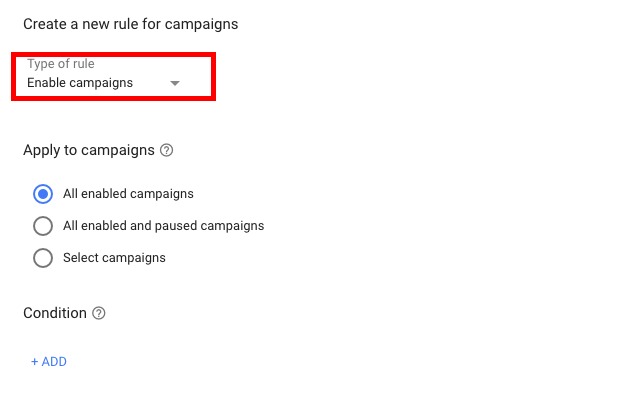 Create a new rule for campaigns
Type of rule
Enable campaigns
Apply to campaigns ?
All enabled campaigns
All enabled and paused campaigns
Select campaigns
Condition ?
+ ADD